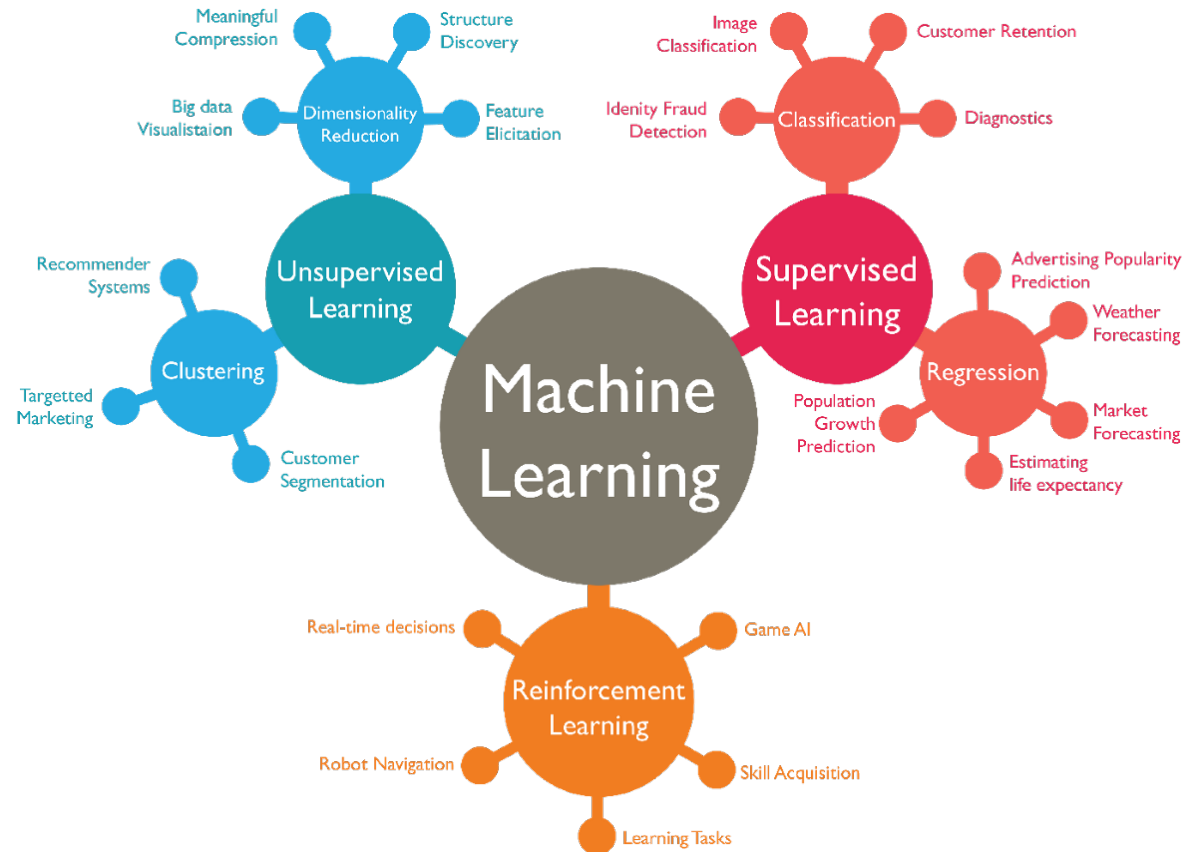 Meaningful
Compression
Structure
Discovery
Big data
Visualistaion
Dimensionality
Reduction
Feature
Elicitation
Image
Classification
Customer Retention
Idenity Fraud
Detection
Classification
Diagnostics
Recommender
Systems
Unsupervised
Learning
Clustering
Targetted
Marketing
Customer
Segmentation
Machine
Learning
Supervised
Learning
Advertising Popularity
Prediction
Weather
Forecasting
Regression
Population
Growth
Prediction
Market
Forecasting
Estimating
life expectancy
Real-time decisions
Game AI
Reinforcement
Learning
Robot Navigation
Skill Acquisition
Learning Tasks